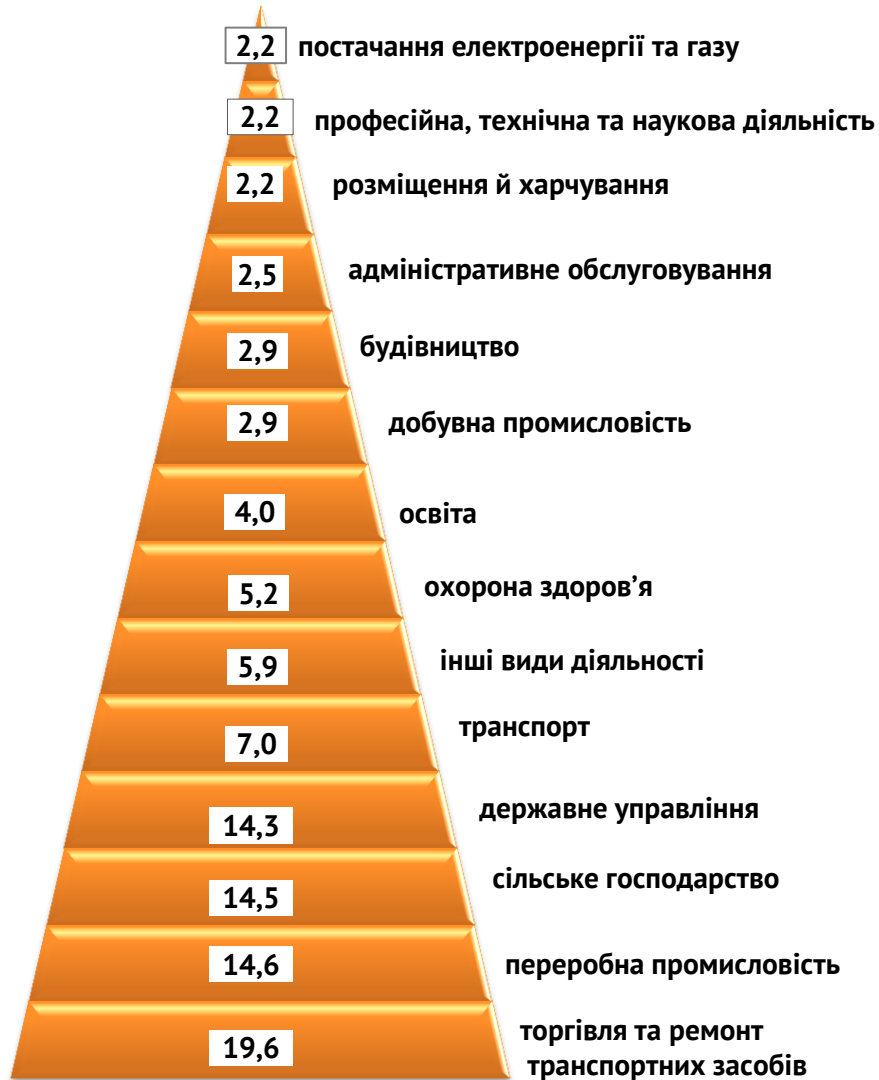 2,2 постачання електроенергії та газу
2,2 професійна, технічна та наукова діяльність
2,2 розміщення й харчування
2,5 адміністративне обслуговування
2,9 будівництво
2,9 добувна промисловість
4,0 освіта
5,2 охорона здоров’я
5,9 інші види діяльності
7,0 транспорт
14,3 державне управління
14,5 сільське господарство
14,6 переробна промисловість
19,6 торгівля та ремонт
транспортних засобів